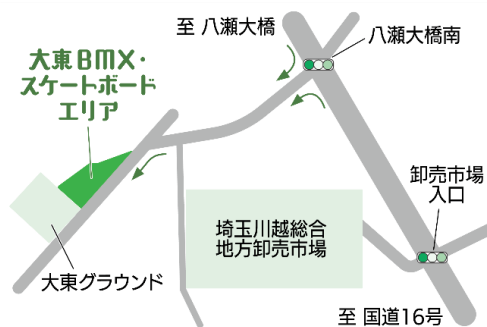 至 八瀬大橋
八瀬大橋南
大東BMX・
スケートボード
エリア
卸売市場
入口
埼玉川越総合
地方卸売市場
大東グラウンド
至 国道16号